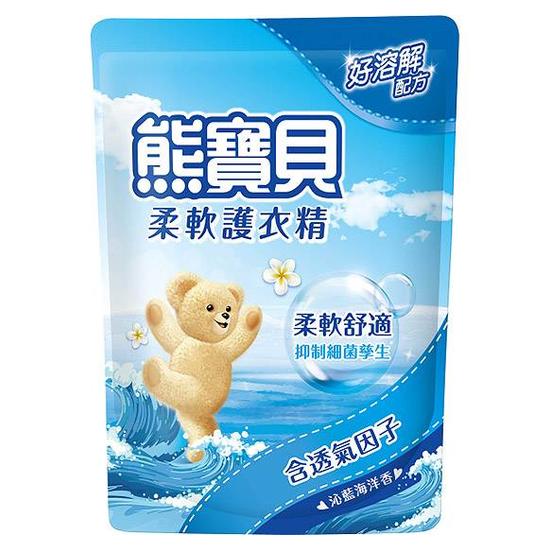 好溶解
配方
熊寶貝
柔軟護衣精
柔軟舒適
抑制細菌孳生
含透氣因子
沁藍海洋香